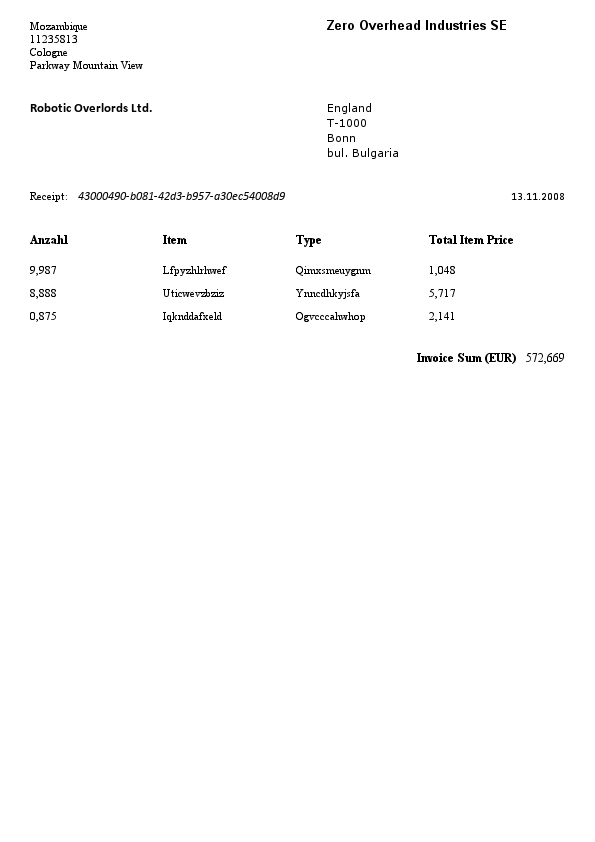 Mozambique
11235813
Cologne
Parkway Mountain View
Zero Overhead Industries SE
Robotic Overlords Ltd.
England
T-1000
Bonn
bul. Bulgaria
Receipt: 43000490-b081-42d3-b957-a30ec54008d9 13.11.2008
Anzahl Item Type Total Item Price
9,987 Lfpyzhlrhwef Qimxsmeuygnm 1,048
8,888 Uticwevzbziz Ynncdhkyjsfa 5,717
0,875 Iqknddafxeld Ogvcccahwhop 2,141
Invoice Sum (EUR) 572,669